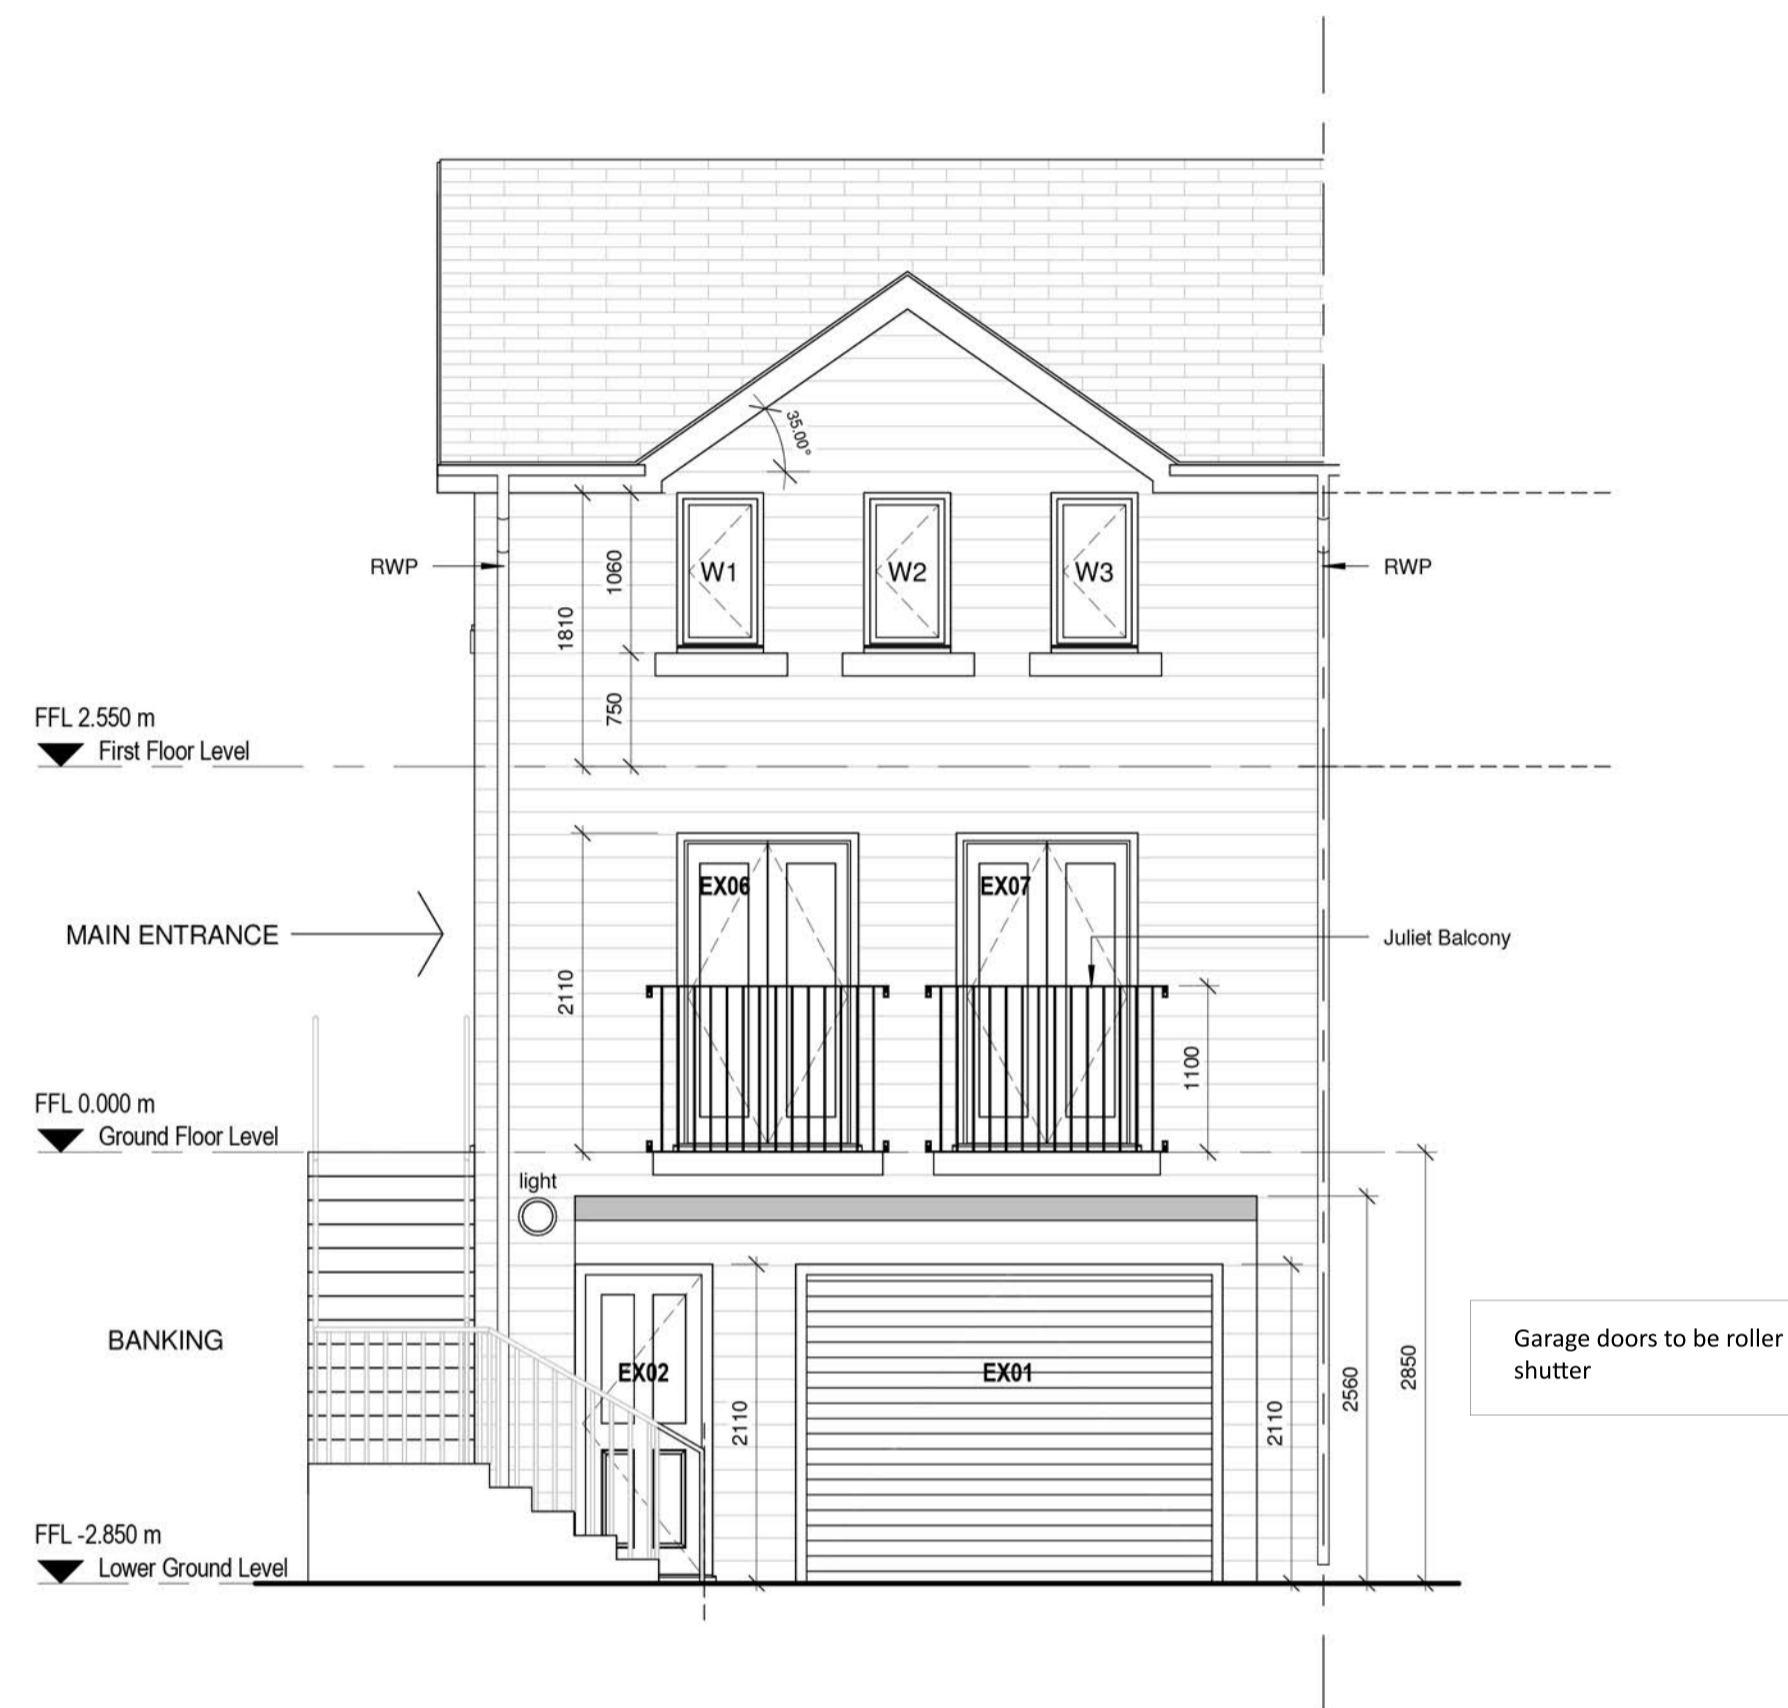 35.00°
RWP
1060
1810
W1
W2
W3
RWP
750
FFL 2.550 m
First Floor Level
EX06
EX07
MAIN ENTRANCE
Juliet Balcony
2110
1100
FFL 0.000 m
Ground Floor Level
light
BANKING
EX02
EX01
2110
2110
2560
2850
Garage doors to be roller
shutter
FFL -2.850 m
Lower Ground Level